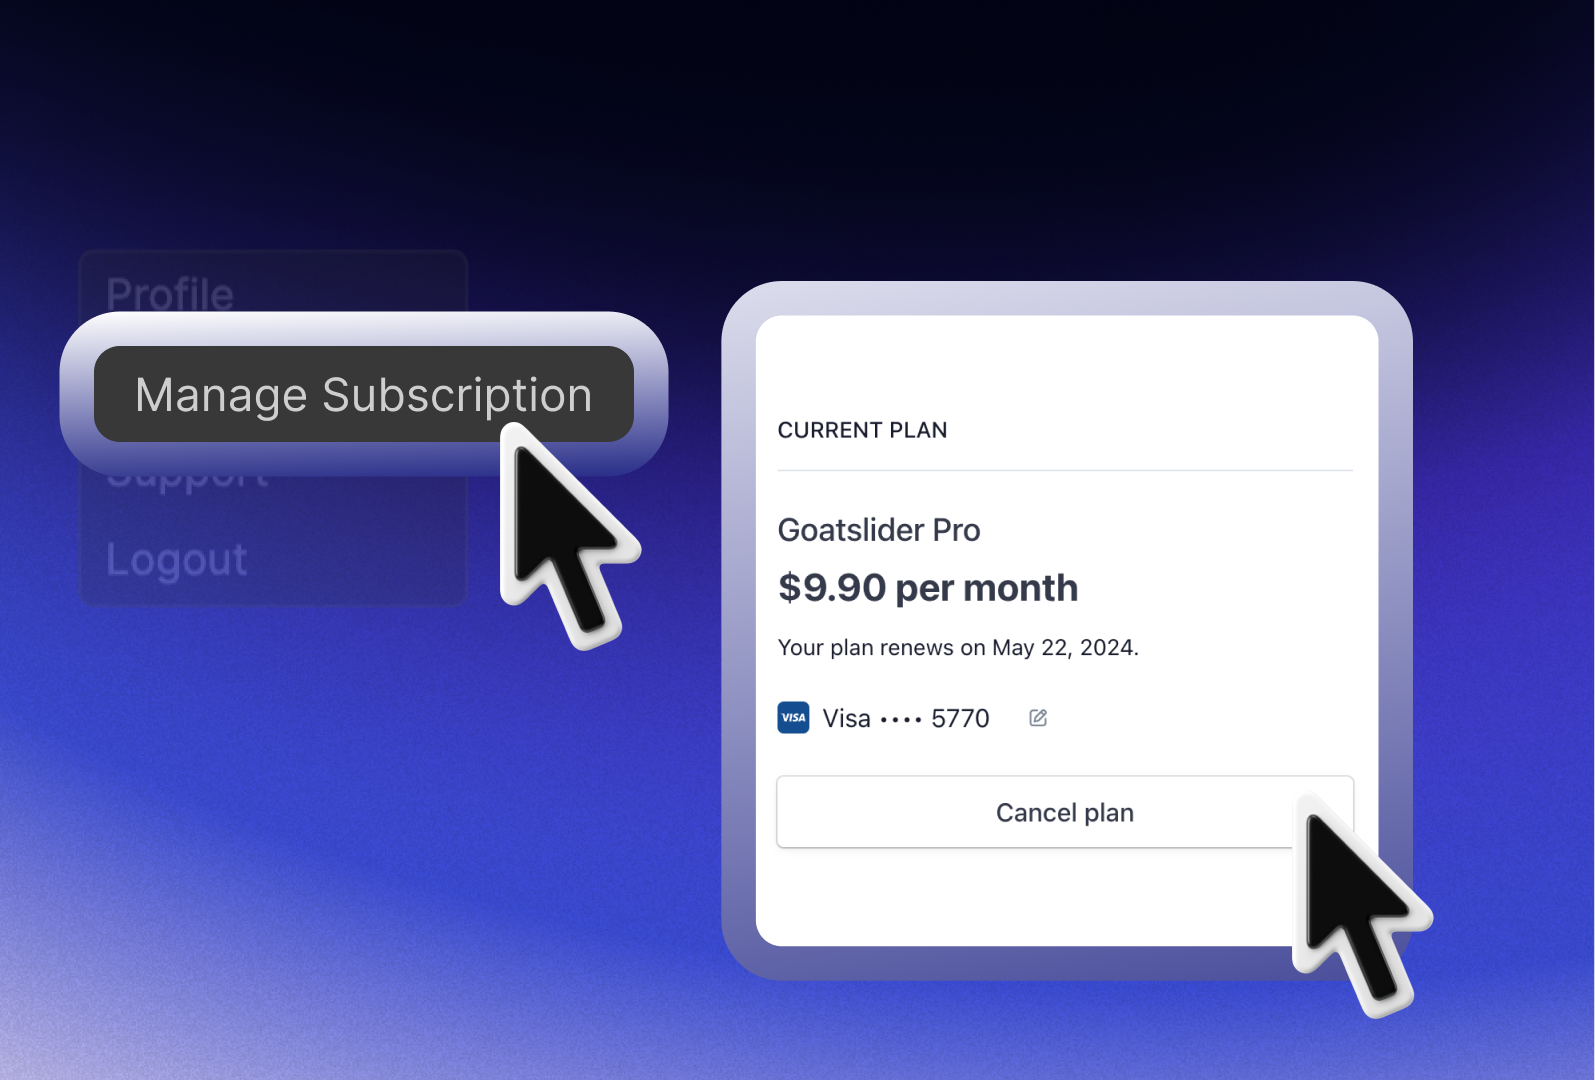 Profile
Manage Subscription
Support
Logout
CURRENT PLAN
Goatslider Pro
$9.90 per month
Your plan renews on May 22, 2024.
VISA Visa •••• 5770
Cancel plan